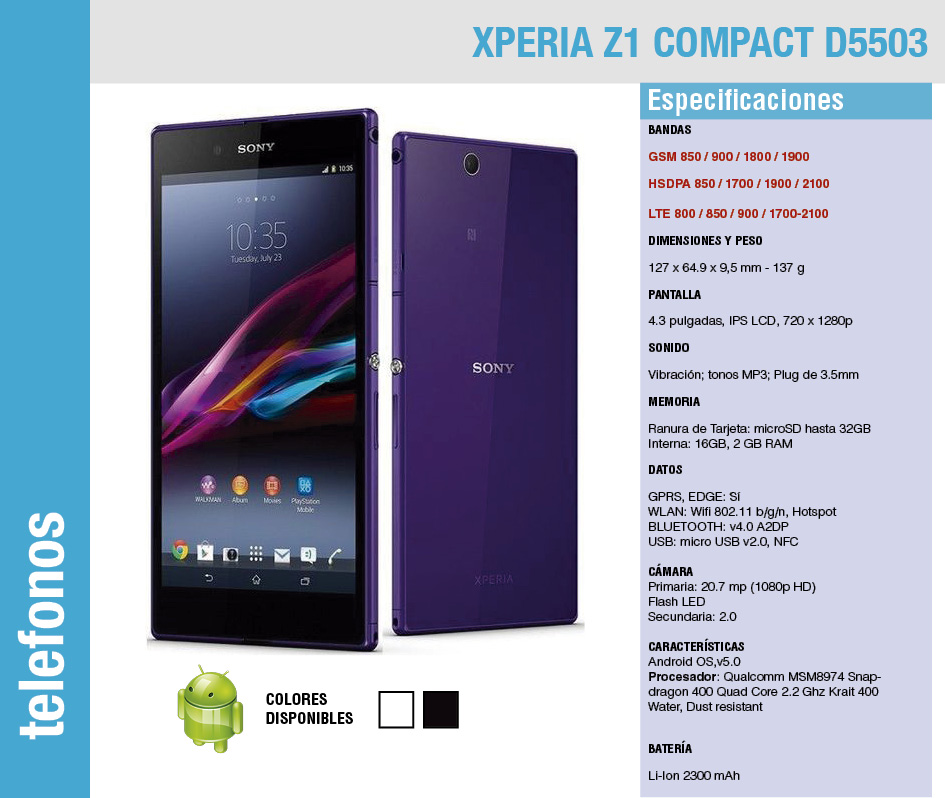 XPERIA Z1 COMPACT D5503
telefonos
SONY
10:35
10:35
Tuesday, July 23
WALKMAN Album Movies PlayStation
Mobile
SONY
XPERIA
COLORES
DISPONIBLES
Especificaciones
BANDAS
GSM 850 / 900 / 1800 / 1900
HSDPA 850 / 1700 / 1900 / 2100
LTE 800 / 850 / 900 / 1700-2100
DIMENSIONES Y PESO
127 x 64.9 x 9,5 mm - 137 g
PANTALLA
4.3 pulgadas, IPS LCD, 720 x 1280p
SONIDO
Vibración; tonos MP3; Plug de 3.5mm
MEMORIA
Ranura de Tarjeta: microSD hasta 32GB
Interna: 16GB, 2 GB RAM
DATOS
GPRS, EDGE: Sí
WLAN: Wifi 802.11 b/g/n, Hotspot
BLUETOOTH: v4.0 A2DP
USB: micro USB v2.0, NFC
CÁMARA
Primaria: 20.7 mp (1080p HD)
Flash LED
Secundaria: 2.0
CARACTERÍSTICAS
Android OS,v5.0
Procesador: Qualcomm MSM8974 Snap-
dragon 400 Quad Core 2.2 Ghz Krait 400
Water, Dust resistant
BATERÍA
Li-Ion 2300 mAh